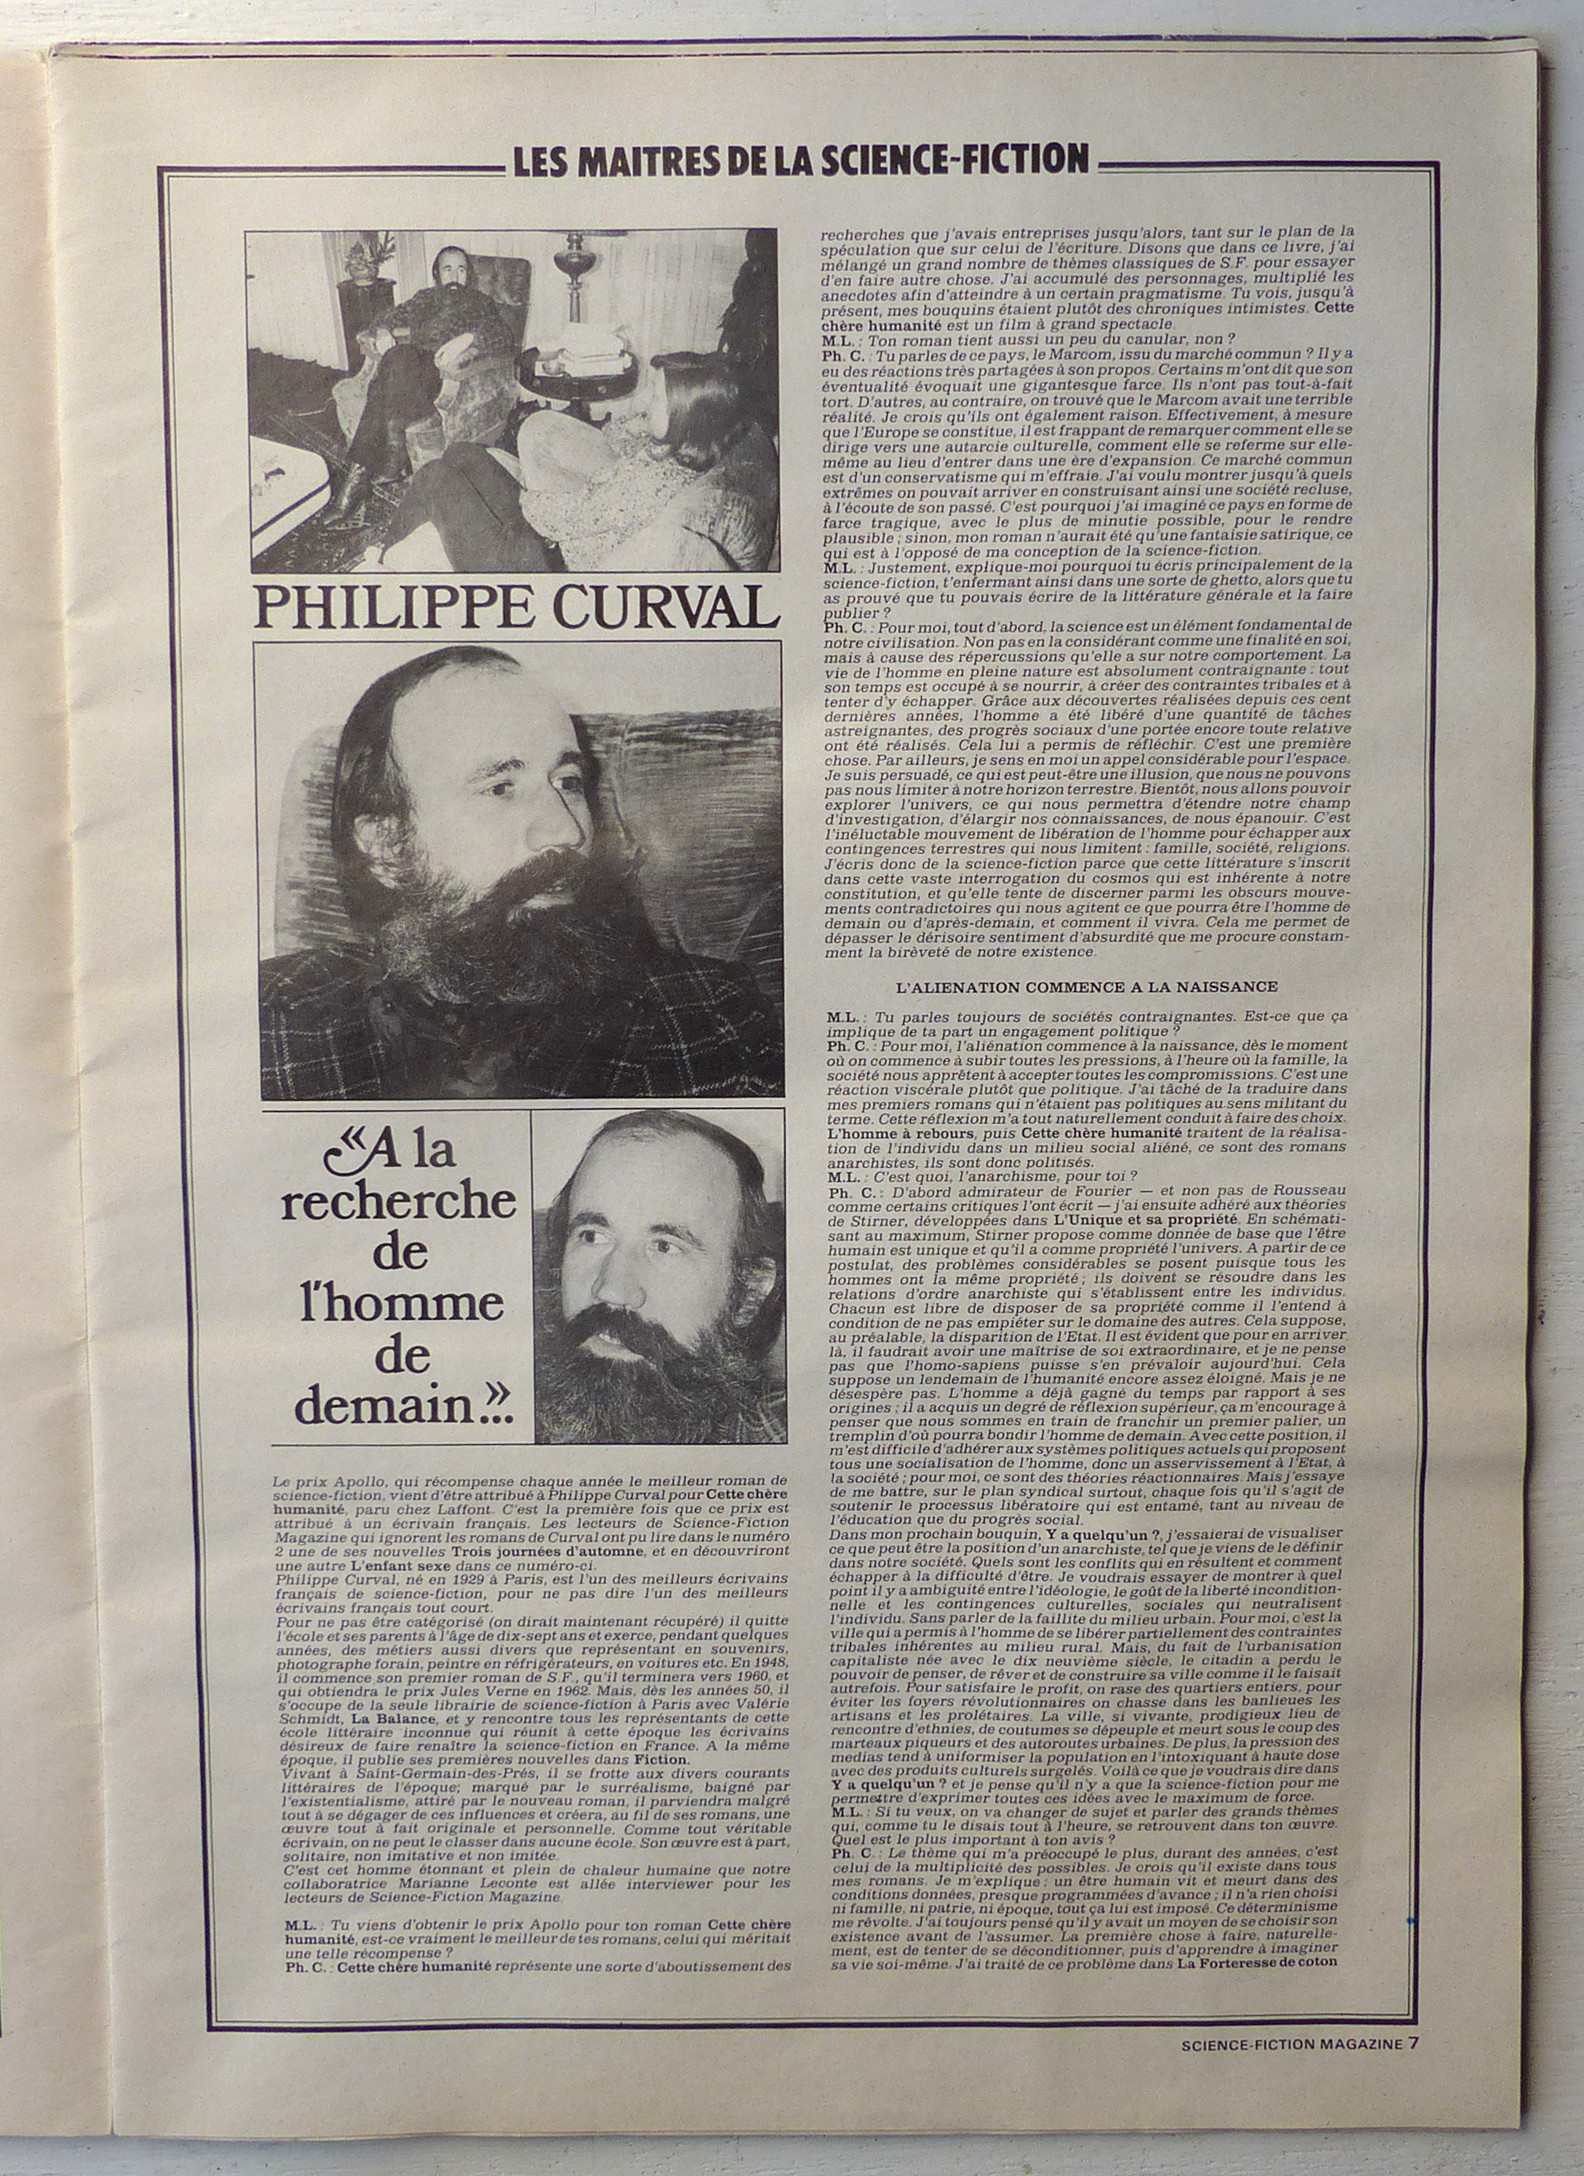 LES MAITRES DE LA SCIENCE-FICTION
PHILIPPE CURVAL
«A la
recherche
de
l'homme
de
demain»...
Le prix Apollo, qui récompense chaque année le meilleur roman de
science-fiction, vient d'être attribué à Philippe Curval pour Cette chère
humanité, paru chez Laffont. C'est la première fois que ce prix est
attribué à un écrivain français. Les lecteurs de Science-Fiction
Magazine qui ignorent les romans de Curval ont pu lire dans le numéro
2 une de ses nouvelles Trois journées d'automne, et en découvriront
une autre L'enfant sexe dans ce numéro-ci.
Philippe Curval, né en 1929 à Paris, est l'un des meilleurs écrivains
français de science-fiction, pour ne pas dire l'un des meilleurs
écrivains français tout court.
Pour ne pas être catégorisé (on dirait maintenant récupéré) il quitte
l'école et ses parents à l'âge de dix-sept ans et exerce, pendant quelques
années, des métiers aussi divers que représentant en souvenirs,
photographe forain, peintre en réfrigérateurs, en voitures etc. En 1948,
il commence son premier roman de S.F., qu'il terminera vers 1960, et
qui obtiendra le prix Jules Verne en 1962. Mais, dès les années 50, il
s'occupe de la seule librairie de science-fiction à Paris avec Valérie
Schmidt, La Balance, et y rencontre tous les représentants de cette
école littéraire inconnue qui réunit à cette époque les écrivains
désireux de faire renaître la science-fiction en France. A la même
époque, il publie ses premières nouvelles dans Fiction.
Vivant à Saint-Germain-des-Prés, il se frotte aux divers courants
littéraires de l'époque; marqué par le surréalisme, baigné par
l'existentialisme, attiré par le nouveau roman, il parviendra malgré
tout à se dégager de ces influences et créera, au fil de ses romans, une
œuvre tout à fait originale et personnelle. Comme tout véritable
écrivain, on ne peut le classer dans aucune école. Son œuvre est à part,
solitaire, non imitative et non imitée.
C'est cet homme étonnant et plein de chaleur humaine que notre
collaboratrice Marianne Leconte est allée interviewer pour les
lecteurs de Science-Fiction Magazine.
M.L. : Tu viens d'obtenir le prix Apollo pour ton roman Cette chère
humanité, est-ce vraiment le meilleur de tes romans, celui qui méritait
une telle récompense ?
Ph. C. : Cette chère humanité représente une sorte d'aboutissement des
recherches que j'avais entreprises jusqu'alors, tant sur le plan de la
spéculation que sur celui de l'écriture. Disons que dans ce livre, j'ai
mélangé un grand nombre de thèmes classiques de S.F. pour essayer
d'en faire autre chose. J'ai accumulé des personnages, multiplié les
anecdotes afin d'atteindre à un certain pragmatisme. Tu vois, jusqu'à
présent, mes bouquins étaient plutôt des chroniques intimistes. Cette
chère humanité est un film à grand spectacle.
M.L. : Ton roman tient aussi un peu du canular, non ?
Ph. C. : Tu parles de ce pays, le Marcom, issu du marché commun ? Il y a
eu des réactions très partagées à son propos. Certains m'ont dit que son
éventualité évoquait une gigantesque farce. Ils n'ont pas tout-à-fait
tort. D'autres, au contraire, on trouvé que le Marcom avait une terrible
réalité. Je crois qu'ils ont également raison. Effectivement, à mesure
que l'Europe se constitue, il est frappant de remarquer comment elle se
dirige vers une autarcie culturelle, comment elle se referme sur elle-
même au lieu d'entrer dans une ère d'expansion. Ce marché commun
est d'un conservatisme qui m'effraie. J'ai voulu montrer jusqu'à quels
extrêmes on pouvait arriver en construisant ainsi une société recluse,
à l'écoute de son passé. C'est pourquoi j'ai imaginé ce pays en forme de
farce tragique, avec le plus de minutie possible, pour le rendre
plausible ; sinon, mon roman n'aurait été qu'une fantaisie satirique, ce
qui est à l'opposé de ma conception de la science-fiction.
M.L. : Justement, explique-moi pourquoi tu écris principalement de la
science-fiction, t'enfermant ainsi dans une sorte de ghetto, alors que tu
as prouvé que tu pouvais écrire de la littérature générale et la faire
publier ?
Ph. C. : Pour moi, tout d'abord, la science est un élément fondamental de
notre civilisation. Non pas en la considérant comme une finalité en soi,
mais à cause des répercussions qu'elle a sur notre comportement. La
vie de l'homme en pleine nature est absolument contraignante : tout
son temps est occupé à se nourrir, à créer des contraintes tribales et à
tenter d'y échapper. Grâce aux découvertes réalisées depuis ces cent
dernières années, l'homme a été libéré d'une quantité de tâches
astreignantes, des progrès sociaux d'une portée encore toute relative
ont été réalisés. Cela lui a permis de réfléchir. C'est une première
chose. Par ailleurs, je sens en moi un appel considérable pour l'espace.
Je suis persuadé, ce qui est peut-être une illusion, que nous ne pouvons
pas nous limiter à notre horizon terrestre. Bientôt, nous allons pouvoir
explorer l'univers, ce qui nous permettra d'étendre notre champ
d'investigation, d'élargir nos connaissances, de nous épanouir. C'est
l'inéluctable mouvement de libération de l'homme pour échapper aux
contingences terrestres qui nous limitent : famille, société, religions.
J'écris donc de la science-fiction parce que cette littérature s'inscrit
dans cette vaste interrogation du cosmos qui est inhérente à notre
constitution, et qu'elle tente de discerner parmi les obscurs mouve-
ments contradictoires qui nous agitent ce que pourra être l'homme de
demain ou d'après-demain, et comment il vivra. Cela me permet de
dépasser le dérisoire sentiment d'absurdité que me procure constam-
ment la birèveté de notre existence.
L'ALIENATION COMMENCE A LA NAISSANCE
M.L. : Tu parles toujours de sociétés contraignantes. Est-ce que ça
implique de ta part un engagement politique ?
Ph. C. : Pour moi, l'aliénation commence à la naissance, dès le moment
où on commence à subir toutes les pressions, à l'heure où la famille, la
société nous apprêtent à accepter toutes les compromissions. C'est une
réaction viscérale plutôt que politique. J'ai tâché de la traduire dans
mes premiers romans qui n'étaient pas politiques au sens militant du
terme. Cette réflexion m'a tout naturellement conduit à faire des choix.
L'homme à rebours, puis Cette chère humanité traitent de la réalisa-
tion de l'individu dans un milieu social aliéné, ce sont des romans
anarchistes, ils sont donc politisés.
M.L. : C'est quoi, l'anarchisme, pour toi ?
Ph. C. : D'abord admirateur de Fourier — et non pas de Rousseau
comme certains critiques l'ont écrit — j'ai ensuite adhéré aux théories
de Stirner, développées dans L'Unique et sa propriété. En schémati-
sant au maximum, Stirner propose comme donnée de base que l'être
humain est unique et qu'il a comme propriété l'univers. A partir de ce
postulat, des problèmes considérables se posent puisque tous les
hommes ont la même propriété ; ils doivent se résoudre dans les
relations d'ordre anarchiste qui s'établissent entre les individus.
Chacun est libre de disposer de sa propriété comme il l'entend à
condition de ne pas empiéter sur le domaine des autres. Cela suppose,
au préalable, la disparition de l'Etat. Il est évident que pour en arriver
là, il faudrait avoir une maîtrise de soi extraordinaire, et je ne pense
pas que l'homo-sapiens puisse s'en prévaloir aujourd'hui. Cela
suppose un lendemain de l'humanité encore assez éloigné. Mais je ne
désespère pas. L'homme a déjà gagné du temps par rapport à ses
origines ; il a acquis un degré de réflexion supérieur, ça m'encourage à
penser que nous sommes en train de franchir un premier palier, un
tremplin d'où pourra bondir l'homme de demain. Avec cette position, il
m'est difficile d'adhérer aux systèmes politiques actuels qui proposent
tous une socialisation de l'homme, donc un asservissement à l'Etat, à
la société ; pour moi, ce sont des théories réactionnaires. Mais j'essaye
de me battre, sur le plan syndical surtout, chaque fois qu'il s'agit de
soutenir le processus libératoire qui est entamé, tant au niveau de
l'éducation que du progrès social.
Dans mon prochain bouquin, Y a quelqu'un ?, j'essaierai de visualiser
ce que peut être la position d'un anarchiste, tel que je viens de le définir
dans notre société. Quels sont les conflits qui en résultent et comment
échapper à la difficulté d'être. Je voudrais essayer de montrer à quel
point il y a ambiguité entre l'idéologie, le goût de la liberté incondition-
nelle et les contingences culturelles, sociales qui neutralisent
l'individu. Sans parler de la faillite du milieu urbain. Pour moi, c'est la
ville qui a permis à l'homme de se libérer partiellement des contraintes
tribales inhérentes au milieu rural. Mais, du fait de l'urbanisation
capitaliste née avec le dix neuvième siècle, le citadin a perdu le
pouvoir de penser, de rêver et de construire sa ville comme il le faisait
autrefois. Pour satisfaire le profit, on rase des quartiers entiers, pour
éviter les foyers révolutionnaires on chasse dans les banlieues les
artisans et les prolétaires. La ville, si vivante, prodigieux lieu de
rencontre d'ethnies, de coutumes se dépeuple et meurt sous le coup des
marteaux piqueurs et des autoroutes urbaines. De plus, la pression des
medias tend à uniformiser la population en l'intoxiquant à haute dose
avec des produits culturels surgelés. Voilà ce que je voudrais dire dans
Y a quelqu'un ? et je pense qu'il n'y a que la science-fiction pour me
permettre d'exprimer toutes ces idées avec le maximum de force.
M.L. : Si tu veux, on va changer de sujet et parler des grands thèmes
qui, comme tu le disais tout à l'heure, se retrouvent dans ton œuvre.
Quel est le plus important à ton avis ?
Ph. C. : Le thème qui m'a préoccupé le plus, durant des années, c'est
celui de la multiplicité des possibles. Je crois qu'il existe dans tous
mes romans. Je m'explique : un être humain vit et meurt dans des
conditions données, presque programmées d'avance ; il n'a rien choisi
ni famille, ni patrie, ni époque, tout ça lui est imposé. Ce déterminisme
me révolte. J'ai toujours pensé qu'il y avait un moyen de se choisir son
existence avant de l'assumer. La première chose à faire, naturelle-
ment, est de tenter de se déconditionner, puis d'apprendre à imaginer
sa vie soi-même. J'ai traité de ce problème dans La Forteresse de coton
SCIENCE-FICTION MAGAZINE 7